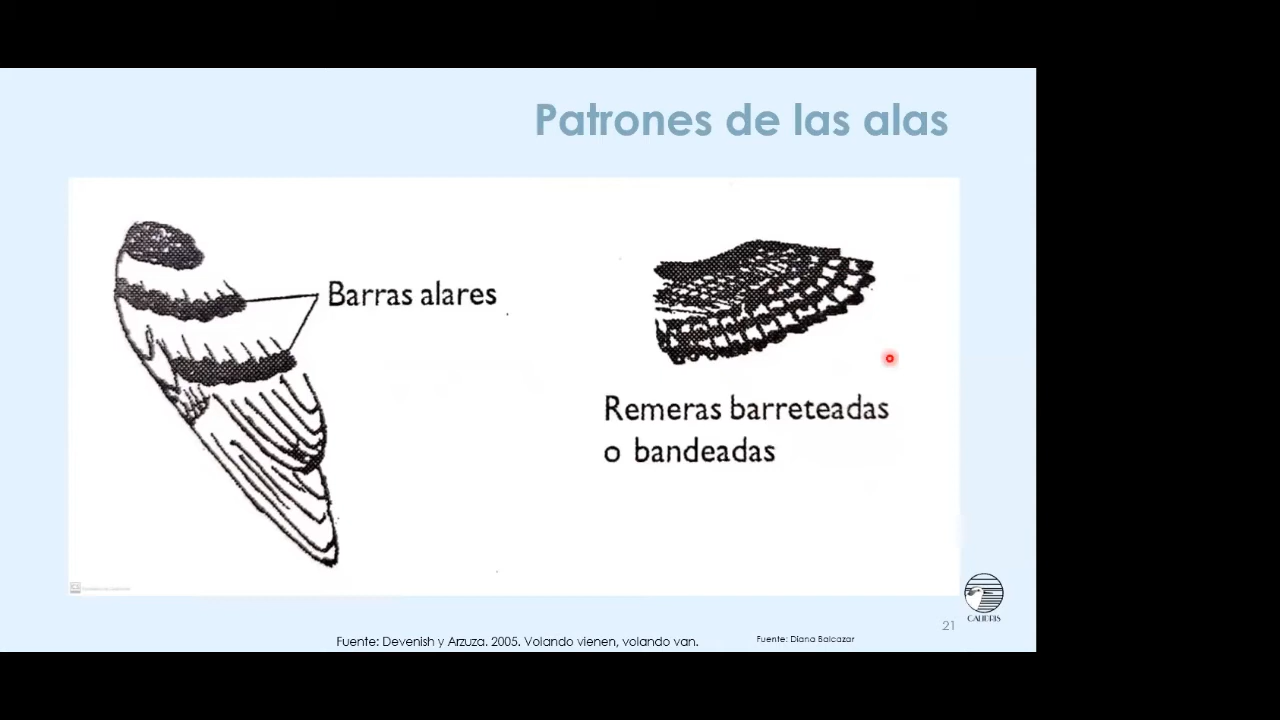 Patrones de las alas
Barras alares
Remeras barreteadas
o bandeadas
CALIDRIS
21
Fuente: Devenish y Arzuza. 2005. Volando vienen, volando van.
Fuente: Diana Balcazar